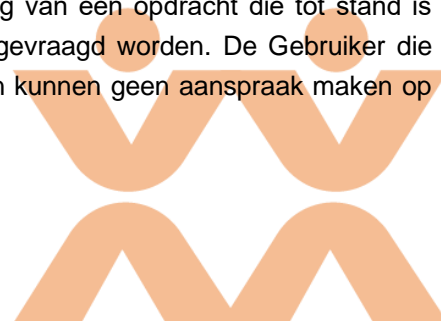 van een opdracht die tot stand is
gevraagd worden. De Gebruiker die
kunnen geen aanspraak maken op